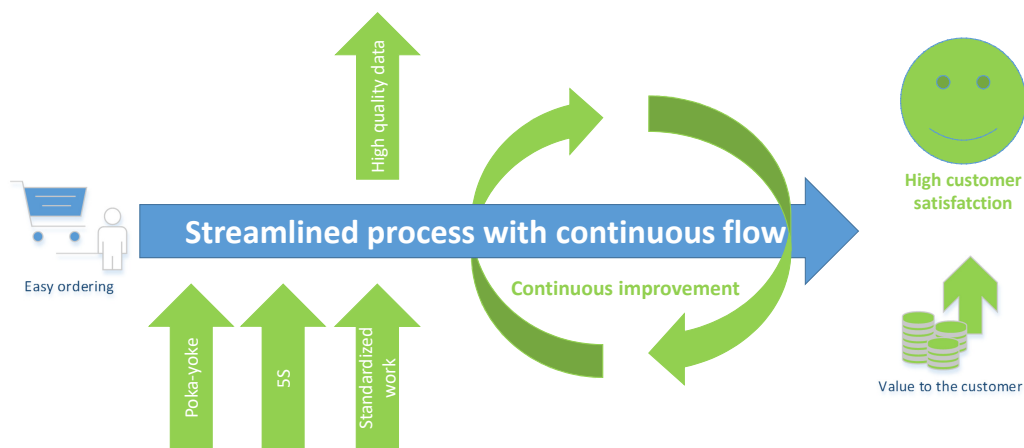 High quality data
High customer
satisfatction
Streamlined process with continuous flow
Easy ordering
Continuous improvement
Poka-yoke
5S
Standardized
work
Value to the customer